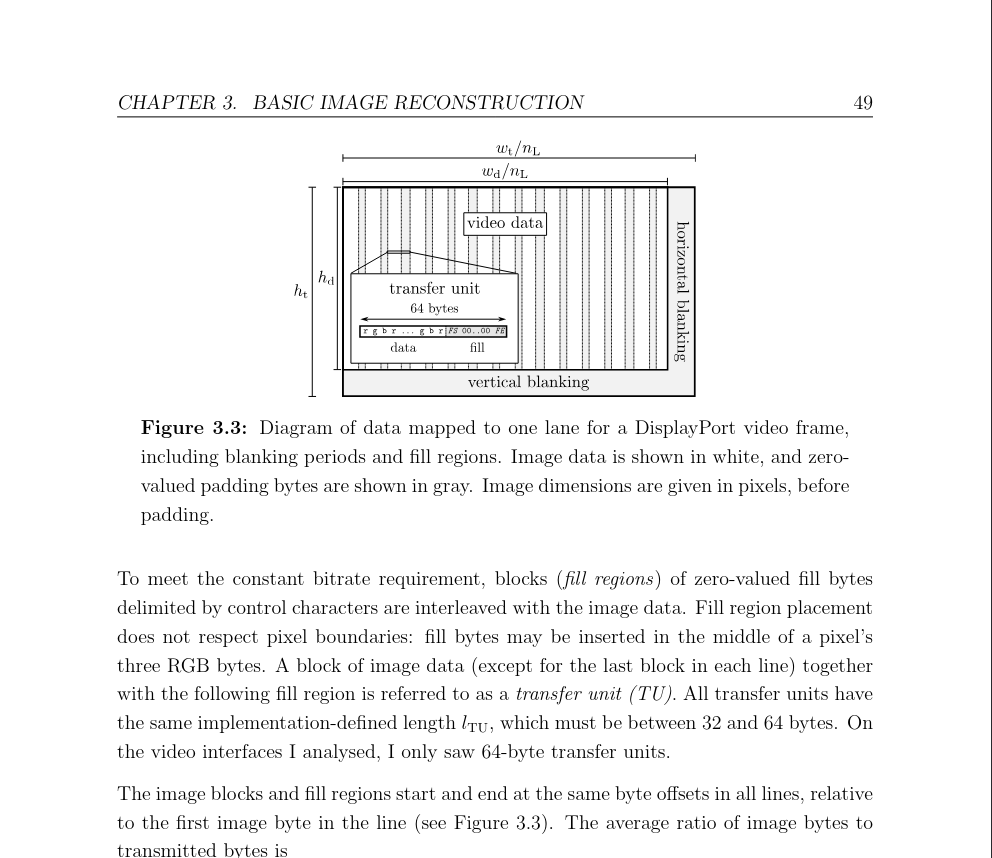 CHAPTER 3. BASIC IMAGE RECONSTRUCTION 49
wt/nL
wd/nL
video data
horizontal blanking
hd
ht
transfer unit
64 bytes
r g b r ... g b r FS 00..00 FE
data fill
vertical blanking
Figure 3.3: Diagram of data mapped to one lane for a DisplayPort video frame,
including blanking periods and fill regions. Image data is shown in white, and zero-
valued padding bytes are shown in gray. Image dimensions are given in pixels, before
padding.
To meet the constant bitrate requirement, blocks (fill regions) of zero-valued fill bytes
delimited by control characters are interleaved with the image data. Fill region placement
does not respect pixel boundaries: fill bytes may be inserted in the middle of a pixel's
three RGB bytes. A block of image data (except for the last block in each line) together
with the following fill region is referred to as a transfer unit (TU). All transfer units have
the same implementation-defined length lTU, which must be between 32 and 64 bytes. On
the video interfaces I analysed, I only saw 64-byte transfer units.
The image blocks and fill regions start and end at the same byte offsets in all lines, relative
to the first image byte in the line (see Figure 3.3). The average ratio of image bytes to
transmitted bytes is